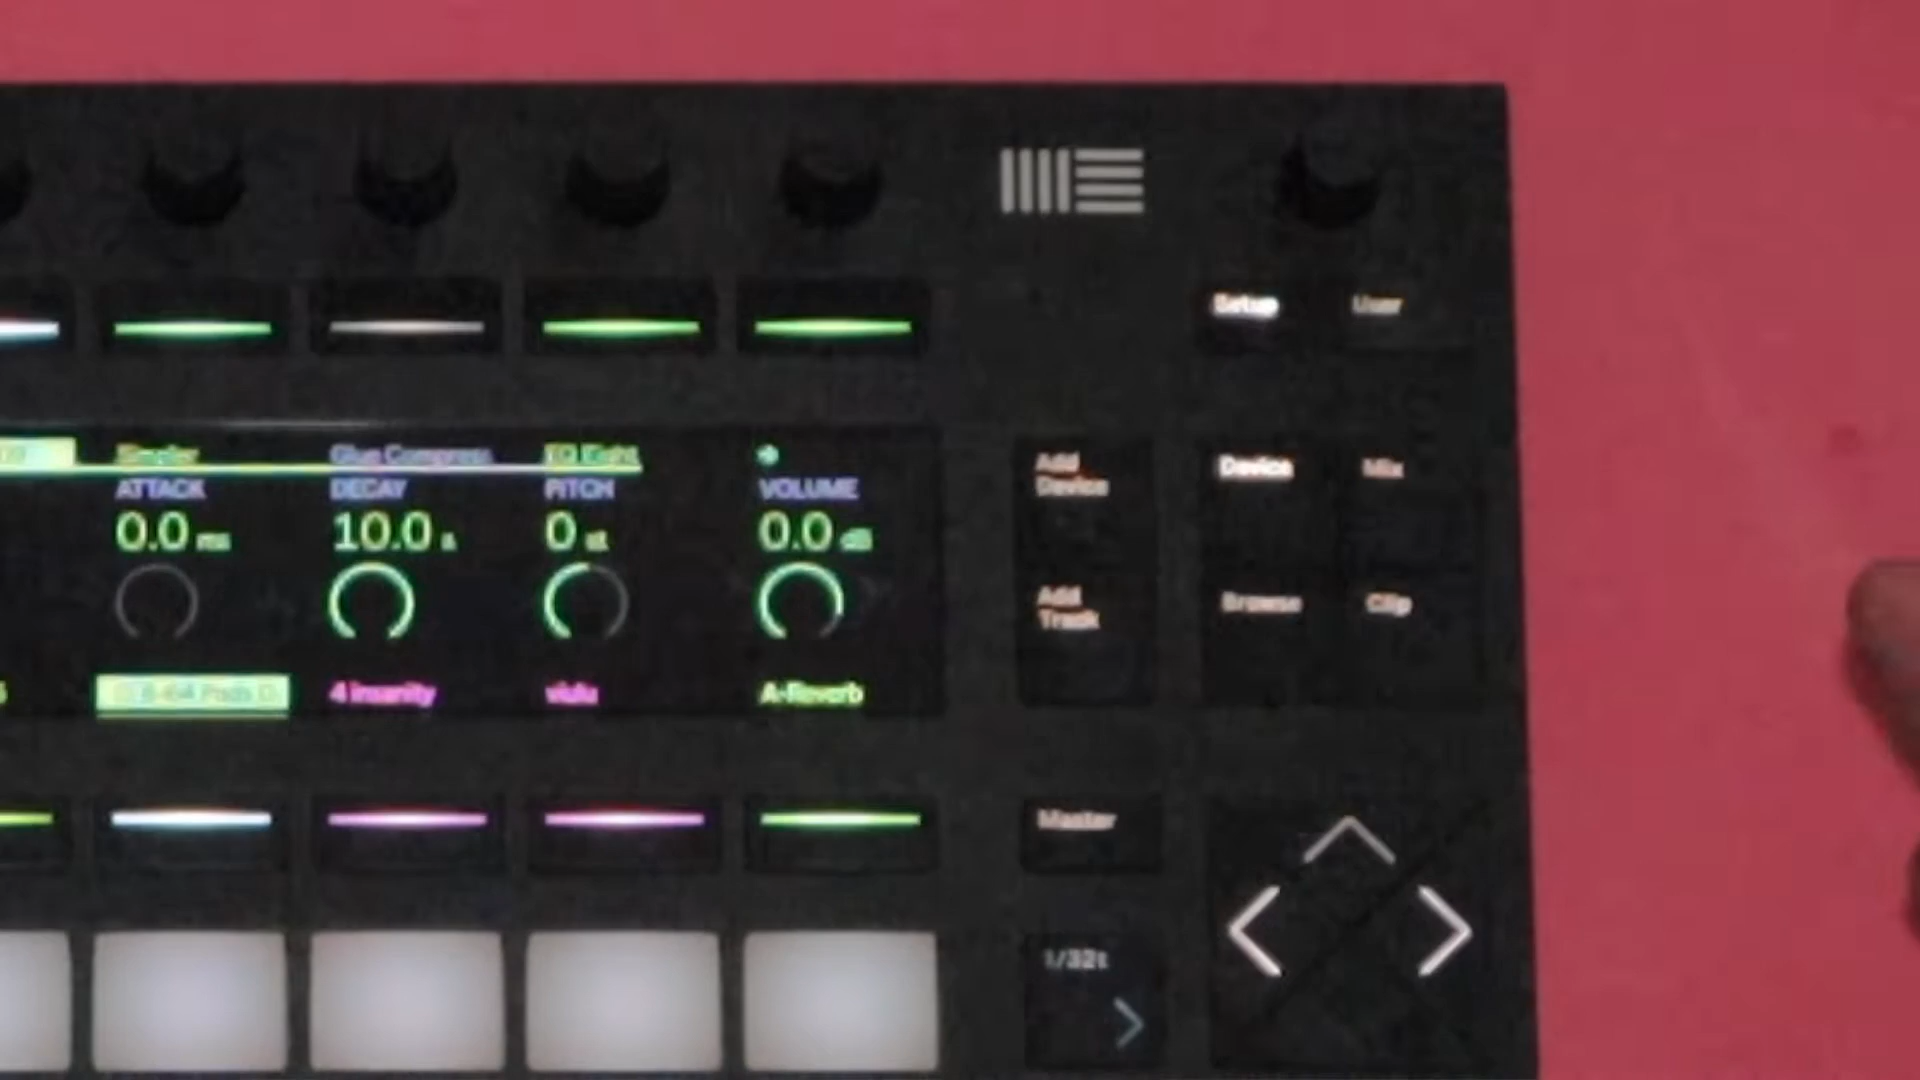 Setup User
Simpler Glue Compress EQ Eight
ATTACK DECAY PITCH VOLUME
0.0 ms 10.0 s 0 st 0.0 dB
4 insanity A-Reverb
Add
Device
Device Mix
Add
Track
Browse Clip
Master
1/32t